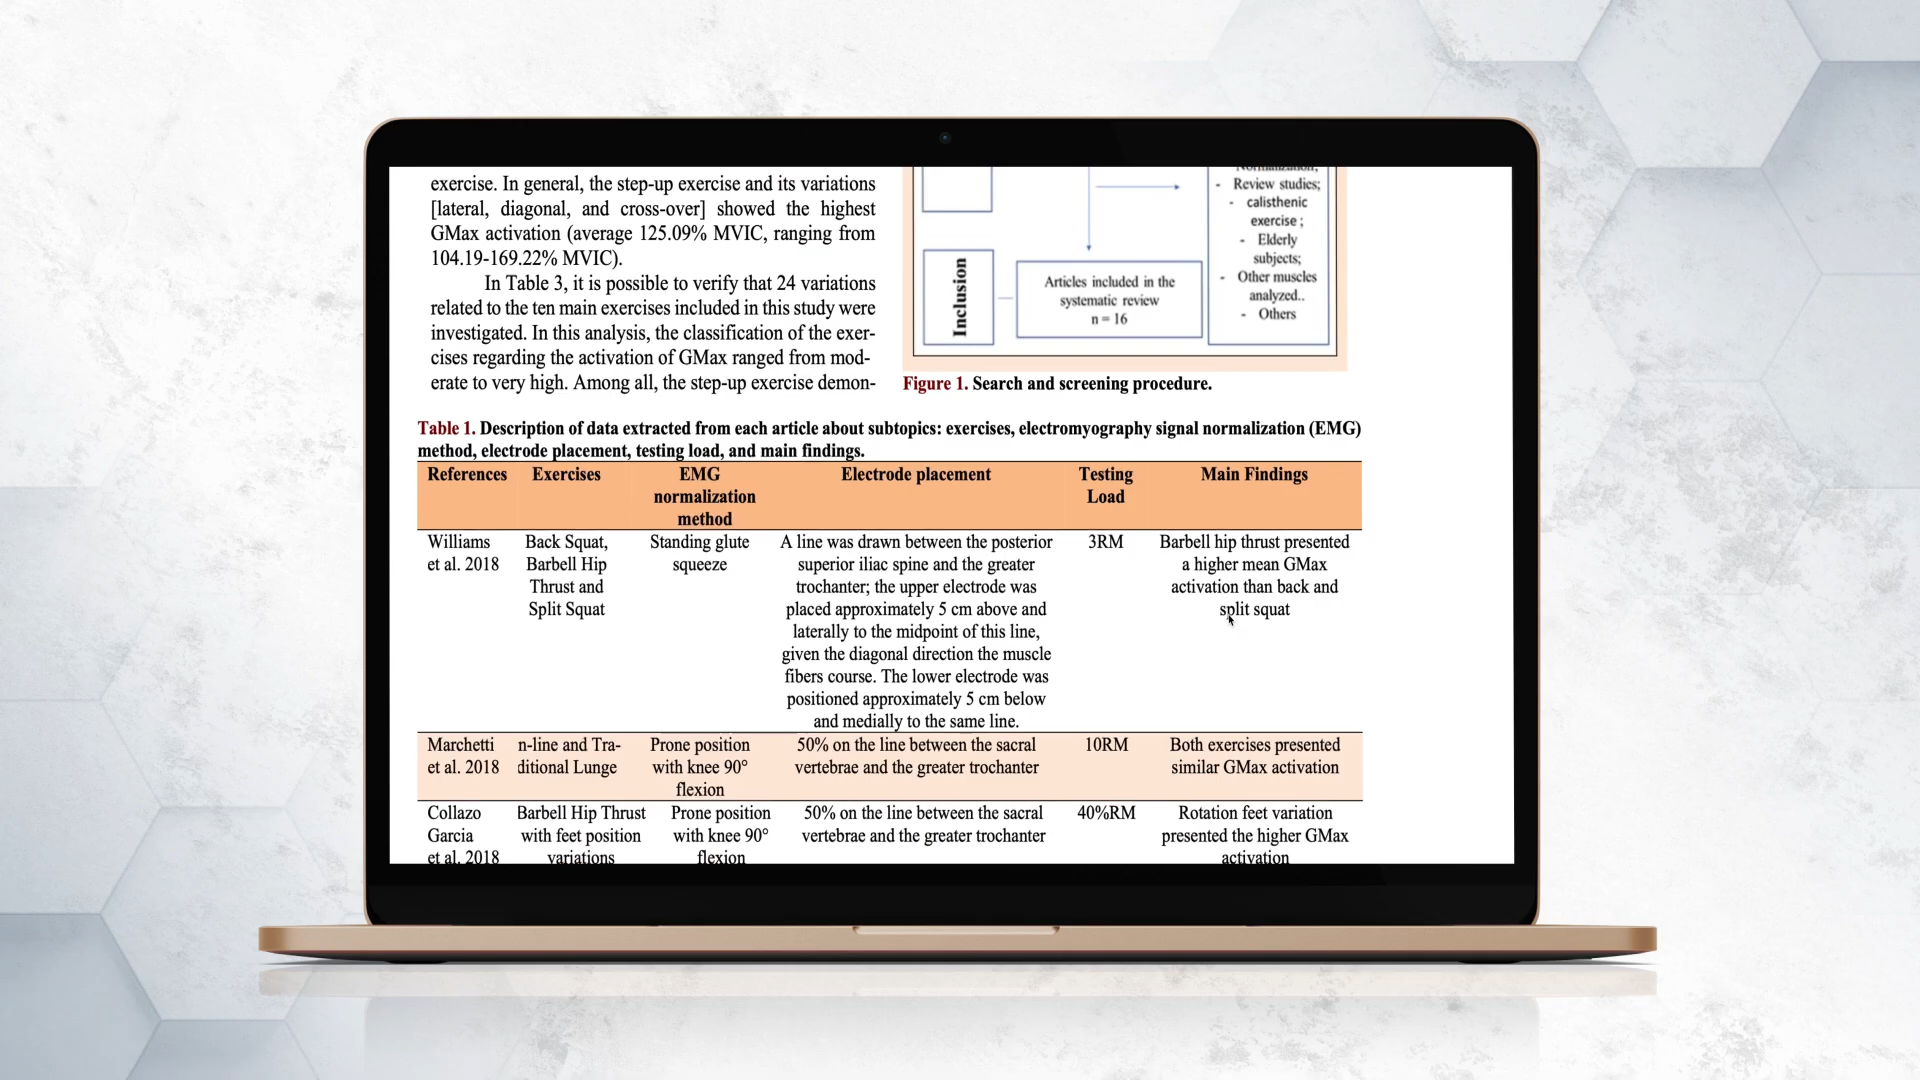 exercise. In general, the step-up exercise and its variations
[lateral, diagonal, and cross-over] showed the highest
GMax activation (average 125.09% MVIC, ranging from
104.19-169.22% MVIC).
In Table 3, it is possible to verify that 24 variations
related to the ten main exercises included in this study were
investigated. In this analysis, the classification of the exer-
cises regarding the activation of GMax ranged from mod-
erate to very high. Among all, the step-up exercise demon-
Normalization;
- Review studies;
- calisthenic
exercise ;
- Elderly
subjects;
- Other muscles
analyzed..
- Others
Inclusion
Articles included in the
systematic review
n = 16
Figure 1. Search and screening procedure.
Table 1. Description of data extracted from each article about subtopics: exercises, electromyography signal normalization (EMG)
method, electrode placement, testing load, and main findings.
References
Exercises
EMG
normalization
method
Electrode placement
Testing
Load
Main Findings
Williams
et al. 2018
Back Squat,
Barbell Hip
Thrust and
Split Squat
Standing glute
squeeze
A line was drawn between the posterior
superior iliac spine and the greater
trochanter; the upper electrode was
placed approximately 5 cm above and
laterally to the midpoint of this line,
given the diagonal direction the muscle
fibers course. The lower electrode was
positioned approximately 5 cm below
and medially to the same line.
3RM
Barbell hip thrust presented
a higher mean GMax
activation than back and
split squat
Marchetti
et al. 2018
n-line and Tra-
ditional Lunge
Prone position
with knee 90°
flexion
50% on the line between the sacral
vertebrae and the greater trochanter
10RM
Both exercises presented
similar GMax activation
Collazo
Garcia
et al. 2018
Barbell Hip Thrust
with feet position
variations
Prone position
with knee 90°
flexion
50% on the line between the sacral
vertebrae and the greater trochanter
40%RM
Rotation feet variation
presented the higher GMax
activation